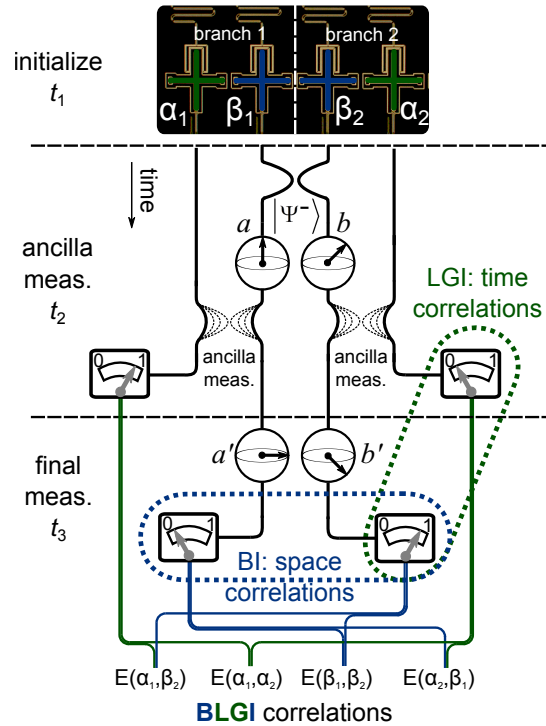 branch 1 branch 2
initialize
t₁
α₁ β₁ β₂ α₂
time
|Ψ⁻⟩
a b
ancilla
meas.
t₂
LGI: time
correlations
ancilla
meas.
ancilla
meas.
0 1
0 1
a′ b′
final
meas.
t₃
0 1
0 1
BI: space
correlations
E(α₁,β₂) E(α₁,α₂) E(β₁,β₂) E(α₂,β₁)
BLGI correlations